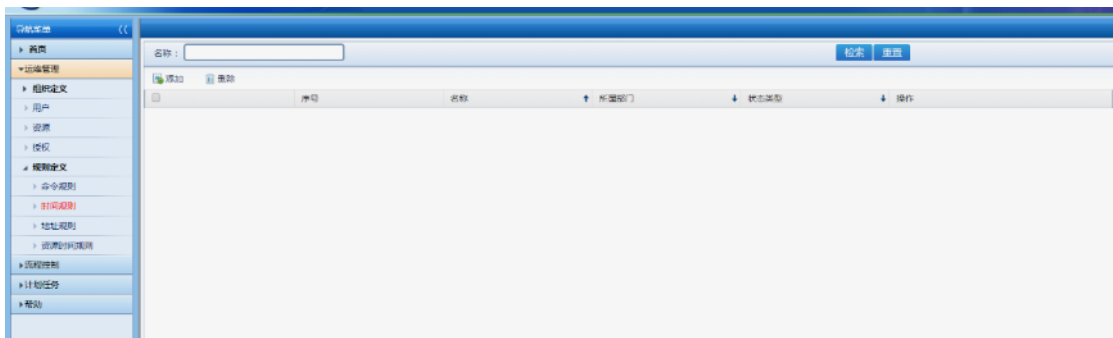 导航菜单
首页
运维管理
组织定义
用户
资源
授权
规则定义
命令规则
时间规则
地址规则
资源时间规则
流程控制
计划任务
帮助
名称：
检索 重置
添加 删除
序号 名称 所属部门 状态类型 操作